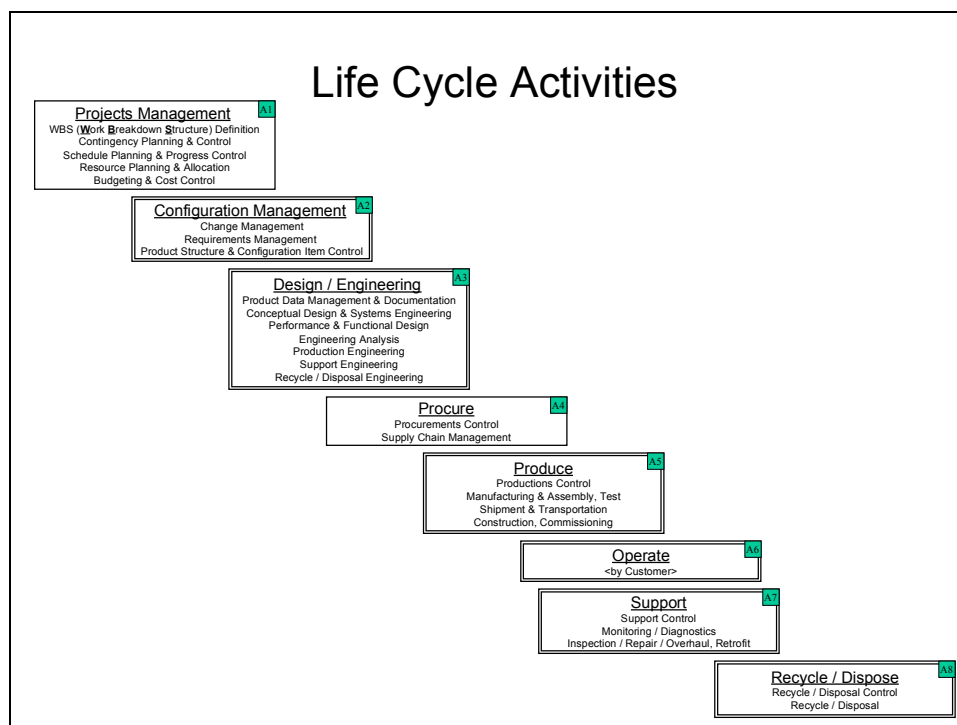 Life Cycle Activities
A1
Projects Management
WBS (Work Breakdown Structure) Definition
Contingency Planning & Control
Schedule Planning & Progress Control
Resource Planning & Allocation
Budgeting & Cost Control
A2
Configuration Management
Change Management
Requirements Management
Product Structure & Configuration Item Control
A3
Design / Engineering
Product Data Management & Documentation
Conceptual Design & Systems Engineering
Performance & Functional Design
Engineering Analysis
Production Engineering
Support Engineering
Recycle / Disposal Engineering
A4
Procure
Procurements Control
Supply Chain Management
A5
Produce
Productions Control
Manufacturing & Assembly, Test
Shipment & Transportation
Construction, Commissioning
A6
Operate
<by Customer>
A7
Support
Support Control
Monitoring / Diagnostics
Inspection / Repair / Overhaul, Retrofit
A8
Recycle / Dispose
Recycle / Disposal Control
Recycle / Disposal